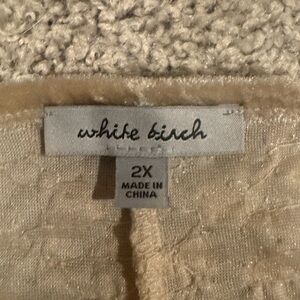 white birch
2X
MADE IN
CHINA